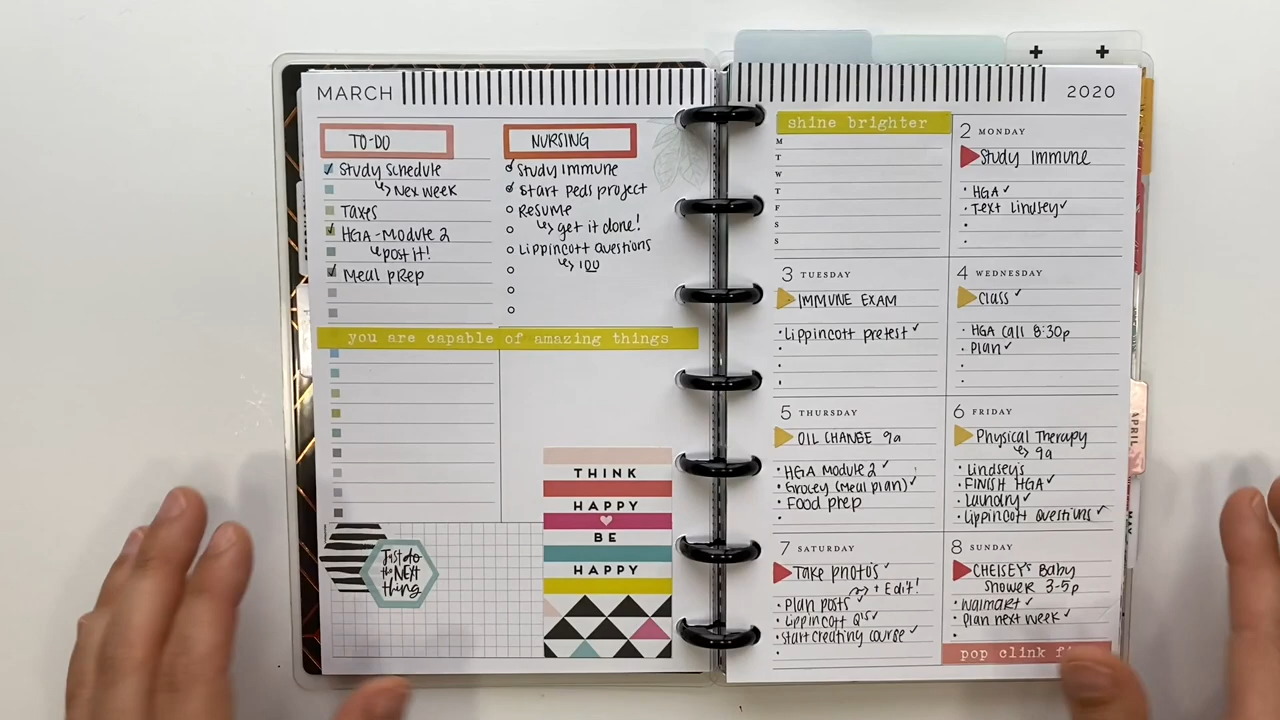 MARCH
TO-DO
Study Schedule
Next week
Taxes
HGA-Module 2
post it!
Meal prep
NURSING
Study Immune
Start peds project
Resume
get it done!
Lippincott questions
100
you are capable of amazing things
Just do
the NEXT
thing
THINK
HAPPY
BE
HAPPY
2020
shine brighter
M
T
W
T
F
S
S
2 MONDAY
Study Immune
HGA
Text Lindsey
3 TUESDAY
IMMUNE EXAM
Lippincott pretest
4 WEDNESDAY
Class
HGA Call 8:30p
Plan
5 THURSDAY
OIL CHANGE 9a
HGA Module 2
Grocey (Meal plan)
Food prep
6 FRIDAY
Physical Therapy
9a
Lindsey's
FINISH HGA
Laundry
Lippincott Questions
7 SATURDAY
Take photos
+ Edit!
Plan posts
Lippincott Q's
Start creating course
8 SUNDAY
CHELSEY'S Baby
Shower 3-5p
Walmart
Plan next week
pop clink
APRIL
MAY